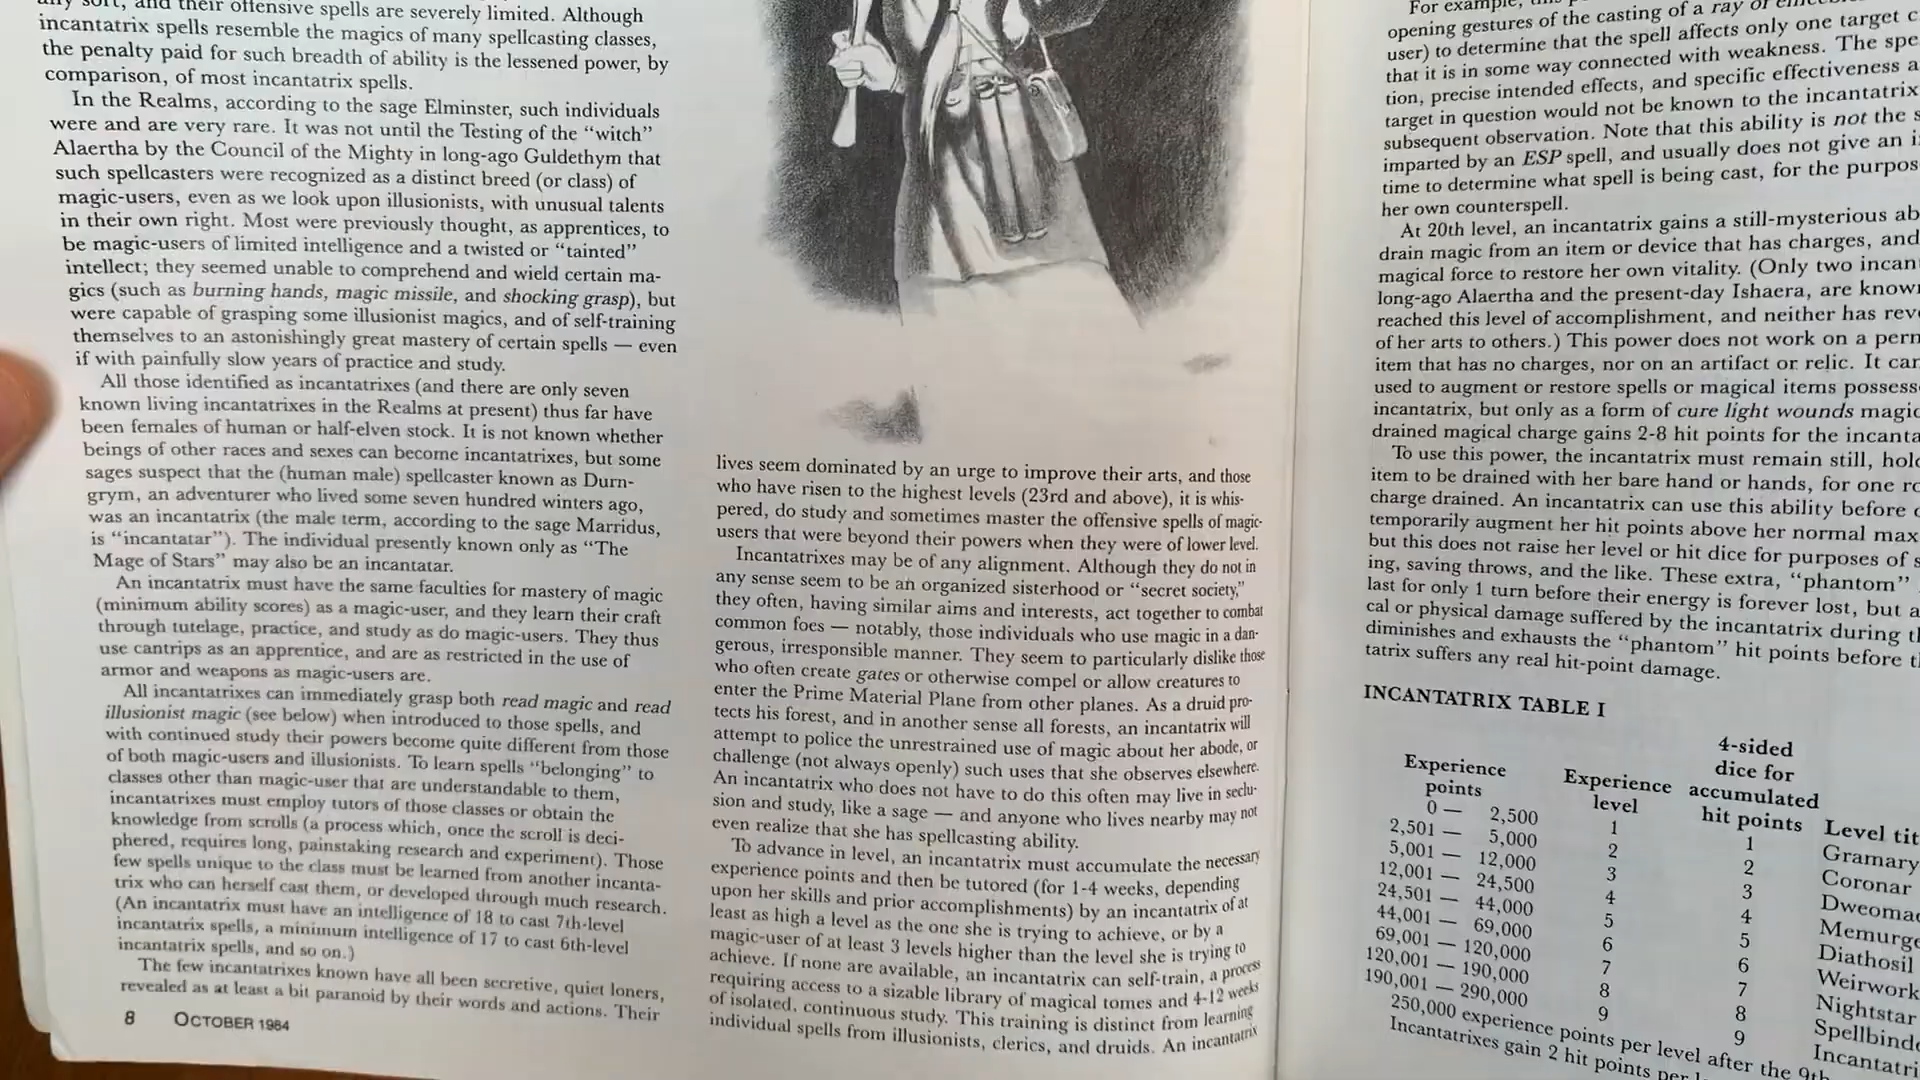 any sort, and their offensive spells are severely limited. Although
incantatrix spells resemble the magics of many spellcasting classes,
the penalty paid for such breadth of ability is the lessened power, by
comparison, of most incantatrix spells.
In the Realms, according to the sage Elminster, such individuals
were and are very rare. It was not until the Testing of the “witch”
Alaertha by the Council of the Mighty in long-ago Guldethym that
such spellcasters were recognized as a distinct breed (or class) of
magic-users, even as we look upon illusionists, with unusual talents
in their own right. Most were previously thought, as apprentices, to
be magic-users of limited intelligence and a twisted or “tainted”
intellect; they seemed unable to comprehend and wield certain ma-
gics (such as burning hands, magic missile, and shocking grasp), but
were capable of grasping some illusionist magics, and of self-training
themselves to an astonishingly great mastery of certain spells — even
if with painfully slow years of practice and study.
All those identified as incantatrixes (and there are only seven
known living incantatrixes in the Realms at present) thus far have
been females of human or half-elven stock. It is not known whether
beings of other races and sexes can become incantatrixes, but some
sages suspect that the (human male) spellcaster known as Durn-
grym, an adventurer who lived some seven hundred winters ago,
was an incantatrix (the male term, according to the sage Marridus,
is “incantatar”). The individual presently known only as “The
Mage of Stars” may also be an incantatar.
An incantatrix must have the same faculties for mastery of magic
(minimum ability scores) as a magic-user, and they learn their craft
through tutelage, practice, and study as do magic-users. They thus
use cantrips as an apprentice, and are as restricted in the use of
armor and weapons as magic-users are.
All incantatrixes can immediately grasp both read magic and read
illusionist magic (see below) when introduced to those spells, and
with continued study their powers become quite different from those
of both magic-users and illusionists. To learn spells “belonging” to
classes other than magic-user that are understandable to them,
incantatrixes must employ tutors of those classes or obtain the
knowledge from scrolls (a process which, once the scroll is deci-
phered, requires long, painstaking research and experiment). Those
few spells unique to the class must be learned from another incanta-
trix who can herself cast them, or developed through much research.
(An incantatrix must have an intelligence of 18 to cast 7th-level
incantatrix spells, a minimum intelligence of 17 to cast 6th-level
incantatrix spells, and so on.)
The few incantatrixes known have all been secretive, quiet loners,
revealed as at least a bit paranoid by their words and actions. Their
8 OCTOBER 1984
lives seem dominated by an urge to improve their arts, and those
who have risen to the highest levels (23rd and above), it is whis-
pered, do study and sometimes master the offensive spells of magic-
users that were beyond their powers when they were of lower level.
Incantatrixes may be of any alignment. Although they do not in
any sense seem to be an organized sisterhood or “secret society,”
they often, having similar aims and interests, act together to combat
common foes — notably, those individuals who use magic in a dan-
gerous, irresponsible manner. They seem to particularly dislike those
who often create gates or otherwise compel or allow creatures to
enter the Prime Material Plane from other planes. As a druid pro-
tects his forest, and in another sense all forests, an incantatrix will
attempt to police the unrestrained use of magic about her abode, or
challenge (not always openly) such uses that she observes elsewhere.
An incantatrix who does not have to do this often may live in seclu-
sion and study, like a sage — and anyone who lives nearby may not
even realize that she has spellcasting ability.
To advance in level, an incantatrix must accumulate the necessary
experience points and then be tutored (for 1-4 weeks, depending
upon her skills and prior accomplishments) by an incantatrix of at
least as high a level as the one she is trying to achieve, or by a
magic-user of at least 3 levels higher than the level she is trying to
achieve. If none are available, an incantatrix can self-train, a process
requiring access to a sizable library of magical tomes and 4-12 weeks
of isolated, continuous study. This training is distinct from learning
individual spells from illusionists, clerics, and druids. An incantatrix
For example,
opening gestures of the casting of a ray of
user) to determine that the spell affects only one target
that it is in some way connected with weakness. The
tion, precise intended effects, and specific effectiveness
target in question would not be known to the incantatrix
subsequent observation. Note that this ability is not the
imparted by an ESP spell, and usually does not give an
time to determine what spell is being cast, for the
her own counterspell.
At 20th level, an incantatrix gains a still-mysterious
drain magic from an item or device that has charges, and
magical force to restore her own vitality. (Only two
long-ago Alaertha and the present-day Ishaera, are
reached this level of accomplishment, and neither has
of her arts to others.) This power does not work on a
item that has no charges, nor on an artifact or relic. It
used to augment or restore spells or magical items
incantatrix, but only as a form of cure light wounds
drained magical charge gains 2-8 hit points for the
To use this power, the incantatrix must remain still,
item to be drained with her bare hand or hands, for one
charge drained. An incantatrix can use this ability before
temporarily augment her hit points above her normal
but this does not raise her level or hit dice for purposes of
ing, saving throws, and the like. These extra, “phantom”
last for only 1 turn before their energy is forever lost, but
cal or physical damage suffered by the incantatrix during
diminishes and exhausts the “phantom” hit points before
tatrix suffers any real hit-point damage.
INCANTATRIX TABLE I
4-sided
dice for
Experience Experience accumulated
points level hit points Level
0 — 2,500 1 1
2,501 — 5,000 2 2 Coronar
5,001 — 12,000 3 3
12,001 — 24,500 4 4
24,501 — 44,000 5 5 Diathosil
44,001 — 69,000 6 6
69,001 — 120,000 7 7 Nightstar
120,001 — 190,000 8 8
190,001 — 290,000 9 9
250,000 experience points per level after the 9th
Incantatrixes gain 2 hit points per